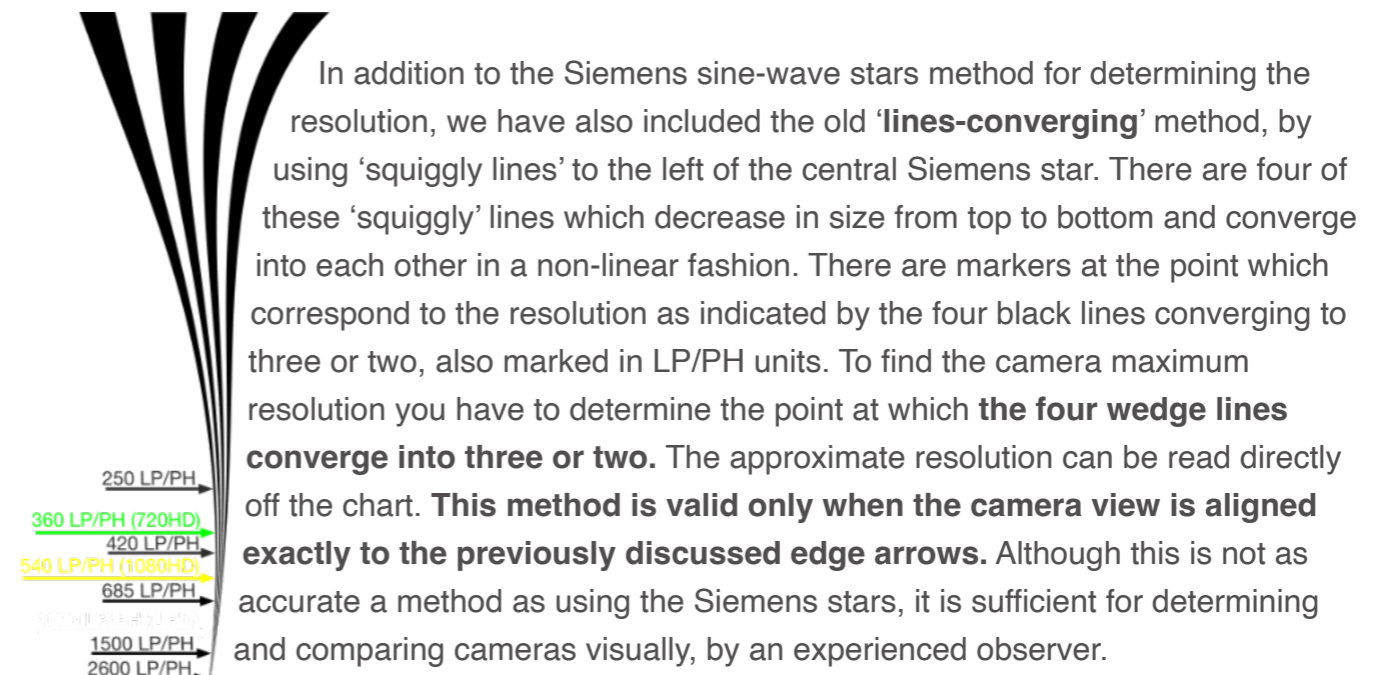 In addition to the Siemens sine-wave stars method for determining the
resolution, we have also included the old ‘lines-converging’ method, by
using ‘squiggly lines’ to the left of the central Siemens star. There are four of
these ‘squiggly’ lines which decrease in size from top to bottom and converge
into each other in a non-linear fashion. There are markers at the point which
correspond to the resolution as indicated by the four black lines converging to
three or two, also marked in LP/PH units. To find the camera maximum
resolution you have to determine the point at which the four wedge lines
converge into three or two. The approximate resolution can be read directly
off the chart. This method is valid only when the camera view is aligned
exactly to the previously discussed edge arrows. Although this is not as
accurate a method as using the Siemens stars, it is sufficient for determining
and comparing cameras visually, by an experienced observer.
250 LP/PH
360 LP/PH (720HD)
420 LP/PH
540 LP/PH (1080HD)
685 LP/PH
1500 LP/PH
2600 LP/PH